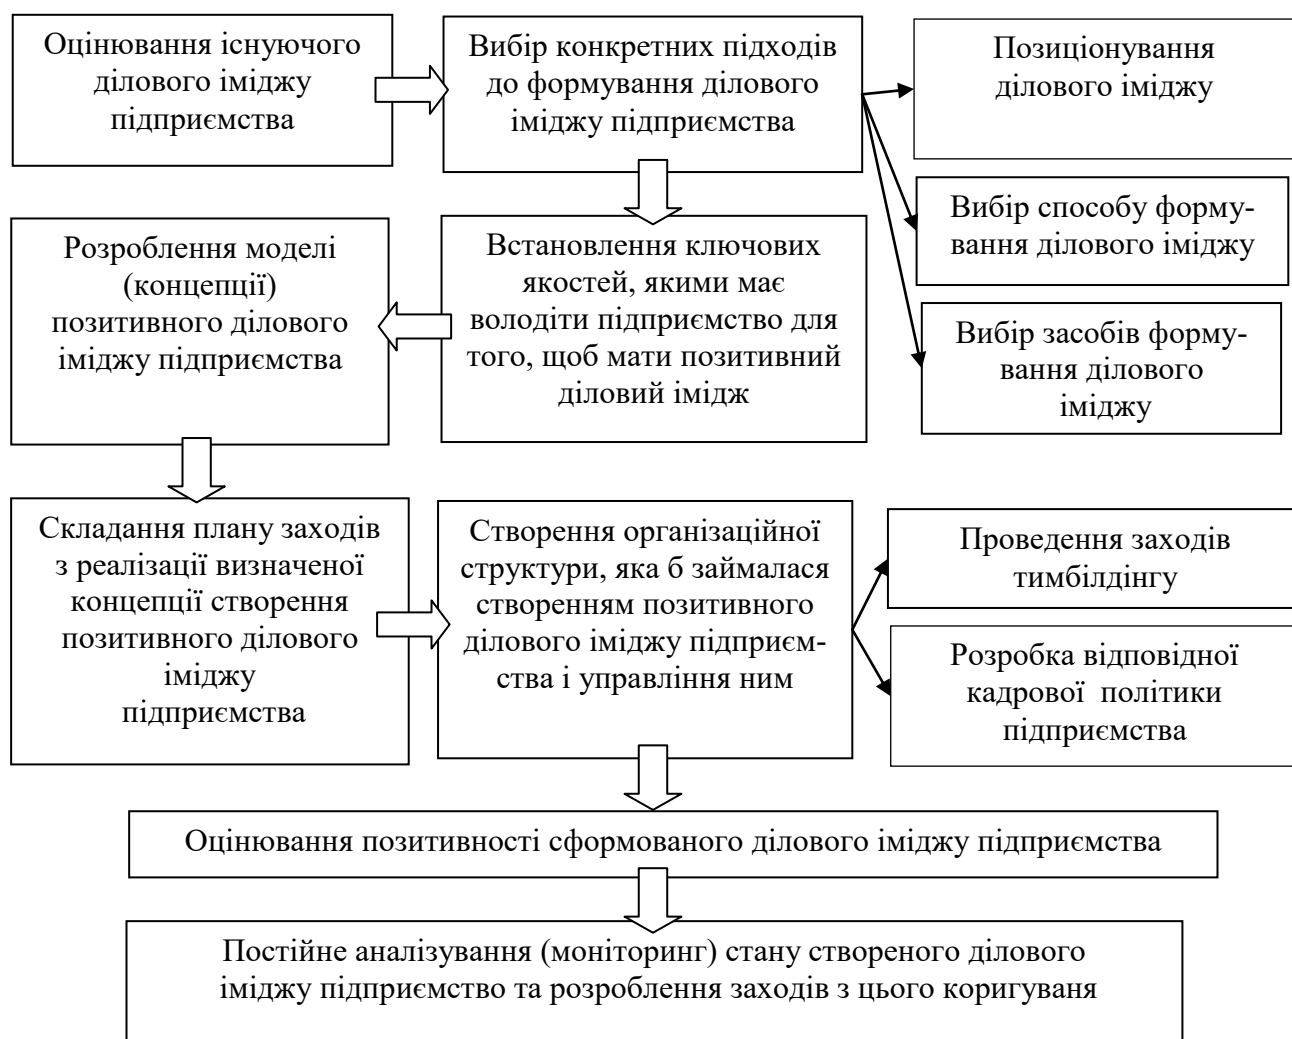 Оцінювання існуючого
ділового іміджу
підприємства
Вибір конкретних підходів
до формування ділового
іміджу підприємства
Позиціонування
ділового іміджу
Вибір способу форму-
вання ділового іміджу
Вибір засобів форму-
вання ділового
іміджу
Встановлення ключових
якостей, якими має
володіти підприємство для
того, щоб мати позитивний
діловий імідж
Розроблення моделі
(концепції)
позитивного ділового
іміджу підприємства
Складання плану заходів
з реалізації визначеної
концепції створення
позитивного ділового
іміджу
підприємства
Створення організаційної
структури, яка б займалася
створенням позитивного
ділового іміджу підприєм-
ства і управління ним
Проведення заходів
тимбілдінгу
Розробка відповідної
кадрової політики
підприємства
Оцінювання позитивності сформованого ділового іміджу підприємства
Постійне аналізування (моніторинг) стану створеного ділового
іміджу підприємство та розроблення заходів з цього коригуваня